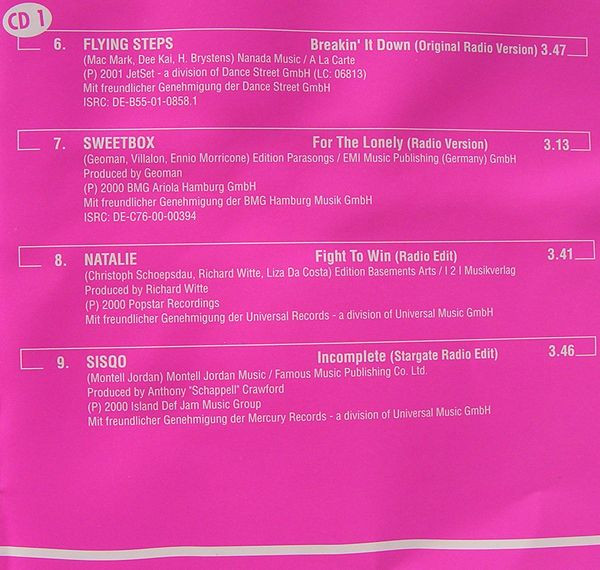 CD 1
6. FLYING STEPS Breakin' It Down (Original Radio Version) 3.47
(Mac Mark, Dee Kai, H. Brystens) Nanada Music / A La Carte
(P) 2001 JetSet - a division of Dance Street GmbH (LC: 06813)
Mit freundlicher Genehmigung der Dance Street GmbH
ISRC: DE-B55-01-0858.1
7. SWEETBOX For The Lonely (Radio Version) 3.13
(Geoman, Villalon, Ennio Morricone) Edition Parasongs / EMI Music Publishing (Germany) GmbH
Produced by Geoman
(P) 2000 BMG Ariola Hamburg GmbH
Mit freundlicher Genehmigung der BMG Hamburg Musik GmbH
ISRC: DE-C76-00-00394
8. NATALIE Fight To Win (Radio Edit) 3.41
(Christoph Schoepsdau, Richard Witte, Liza Da Costa) Edition Basements Arts / I 2 I Musikverlag
Produced by Richard Witte
(P) 2000 Popstar Recordings
Mit freundlicher Genehmigung der Universal Records - a division of Universal Music GmbH
9. SISQO Incomplete (Stargate Radio Edit) 3.46
(Montell Jordan) Montell Jordan Music / Famous Music Publishing Co. Ltd.
Produced by Anthony "Schappell" Crawford
(P) 2000 Island Def Jam Music Group
Mit freundlicher Genehmigung der Mercury Records - a division of Universal Music GmbH